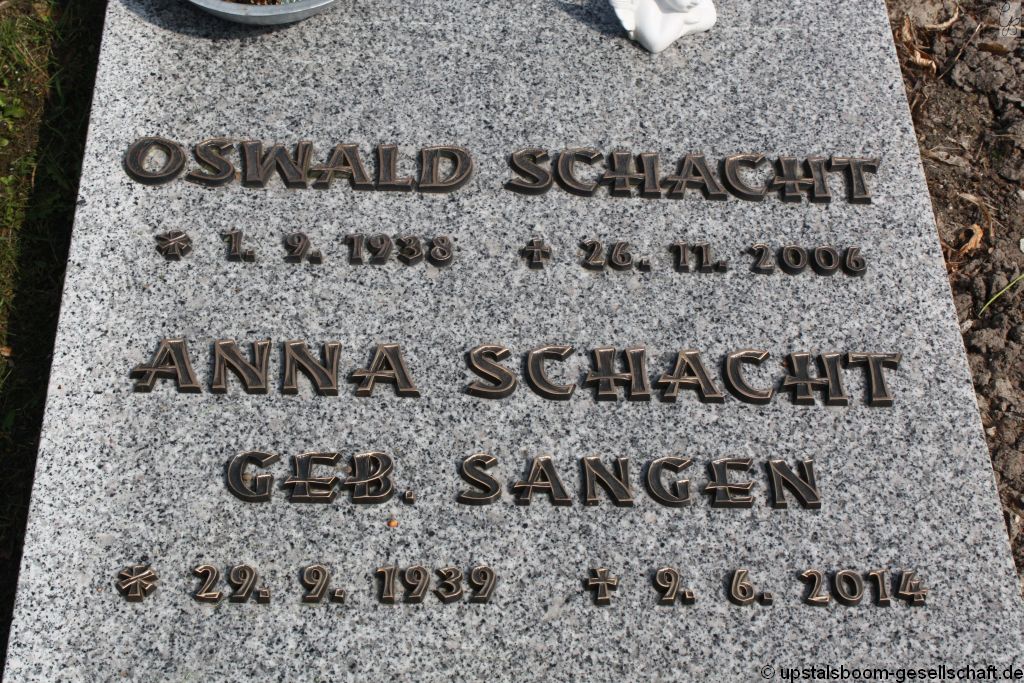 OSWALD SCHACHT
* 1. 9. 1938 † 26. 11. 2006
ANNA SCHACHT
GEB. SANGEN
* 29. 9. 1939 † 9. 6. 2014
© upstalsboom-gesellschaft.de